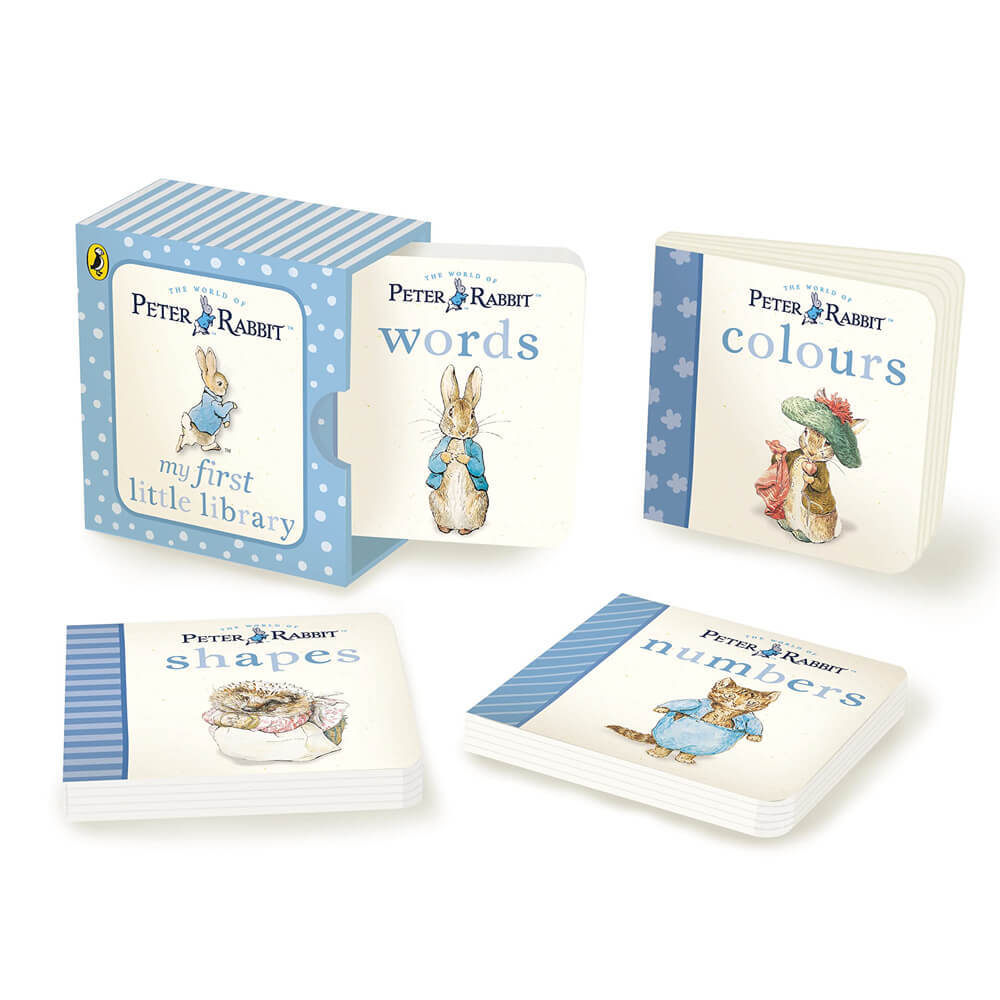 THE WORLD OF
PETER RABBIT™
™
my first
little library
THE WORLD OF
PETER RABBIT™
words
THE WORLD OF
PETER RABBIT™
colours
THE WORLD OF
PETER RABBIT™
shapes
THE WORLD OF
PETER RABBIT™
numbers